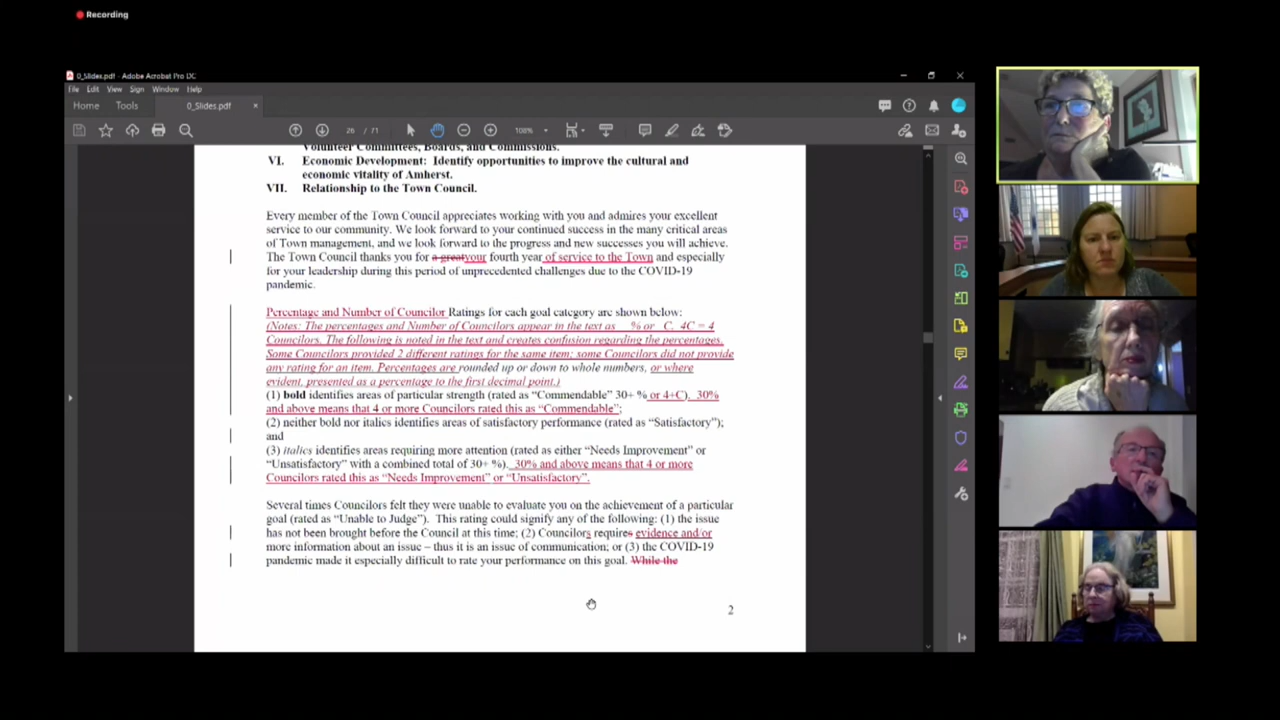 Recording
0_Slides.pdf - Adobe Acrobat Pro DC
File Edit View Sign Window Help
Home Tools 0_Slides.pdf ×
26 / 71 108%
Volunteer Committees, Boards, and Commissions.
VI. Economic Development: Identify opportunities to improve the cultural and
economic vitality of Amherst.
VII. Relationship to the Town Council.
Every member of the Town Council appreciates working with you and admires your excellent
service to our community. We look forward to your continued success in the many critical areas
of Town management, and we look forward to the progress and new successes you will achieve.
The Town Council thanks you for a greatyour fourth year of service to the Town and especially
for your leadership during this period of unprecedented challenges due to the COVID-19
pandemic.
Percentage and Number of Councilor Ratings for each goal category are shown below:
(Notes: The percentages and Number of Councilors appear in the text as __% or _C, 4C = 4
Councilors. The following is noted in the text and creates confusion regarding the percentages.
Some Councilors provided 2 different ratings for the same item; some Councilors did not provide
any rating for an item. Percentages are rounded up or down to whole numbers, or where
evident, presented as a percentage to the first decimal point.)
(1) bold identifies areas of particular strength (rated as “Commendable” 30+ % or 4+C). 30%
and above means that 4 or more Councilors rated this as “Commendable”;
(2) neither bold nor italics identifies areas of satisfactory performance (rated as “Satisfactory”);
and
(3) italics identifies areas requiring more attention (rated as either “Needs Improvement” or
“Unsatisfactory” with a combined total of 30+ %). 30% and above means that 4 or more
Councilors rated this as “Needs Improvement” or “Unsatisfactory”.
Several times Councilors felt they were unable to evaluate you on the achievement of a particular
goal (rated as “Unable to Judge”). This rating could signify any of the following: (1) the issue
has not been brought before the Council at this time; (2) Councilors requires evidence and/or
more information about an issue – thus it is an issue of communication; or (3) the COVID-19
pandemic made it especially difficult to rate your performance on this goal. While the
2